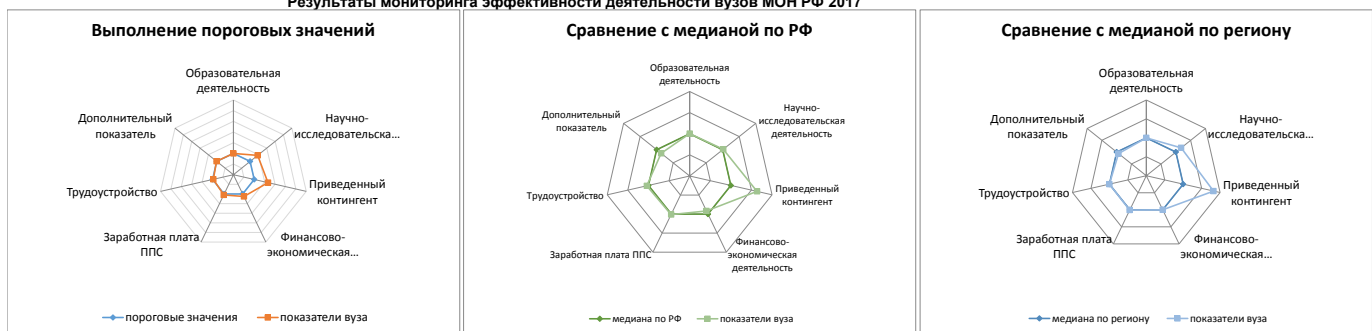 Результаты мониторинга эффективности деятельности вузов МОН РФ 2017
Выполнение пороговых значений
Образовательная
деятельность
Научно-
исследовательска...
Приведенный
контингент
Финансово-
экономическая...
Заработная плата
ППС
Трудоустройство
Дополнительный
показатель
пороговые значения
показатели вуза
Сравнение с медианой по РФ
Образовательная
деятельность
Научно-
исследовательская
деятельность
Приведенный
контингент
Финансово-
экономическая
деятельность
Заработная плата ППС
Трудоустройство
Дополнительный
показатель
медиана по РФ
показатели вуза
Сравнение с медианой по региону
Образовательная
деятельность
Научно-
исследовательска...
Приведенный
контингент
Финансово-
экономическая...
Заработная плата
ППС
Трудоустройство
Дополнительный
показатель
медиана по региону
показатели вуза